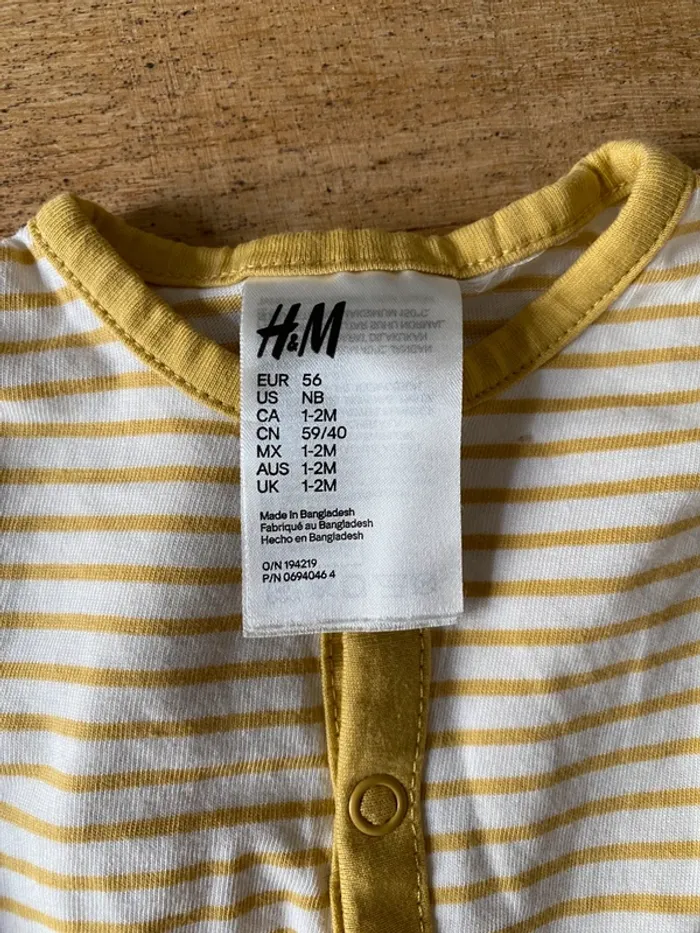 H&M
EUR 56
US NB
CA 1-2M
CN 59/40
MX 1-2M
AUS 1-2M
UK 1-2M
Made in Bangladesh
Fabriqué au Bangladesh
Hecho en Bangladesh
O/N 194219
P/N 0694046 4